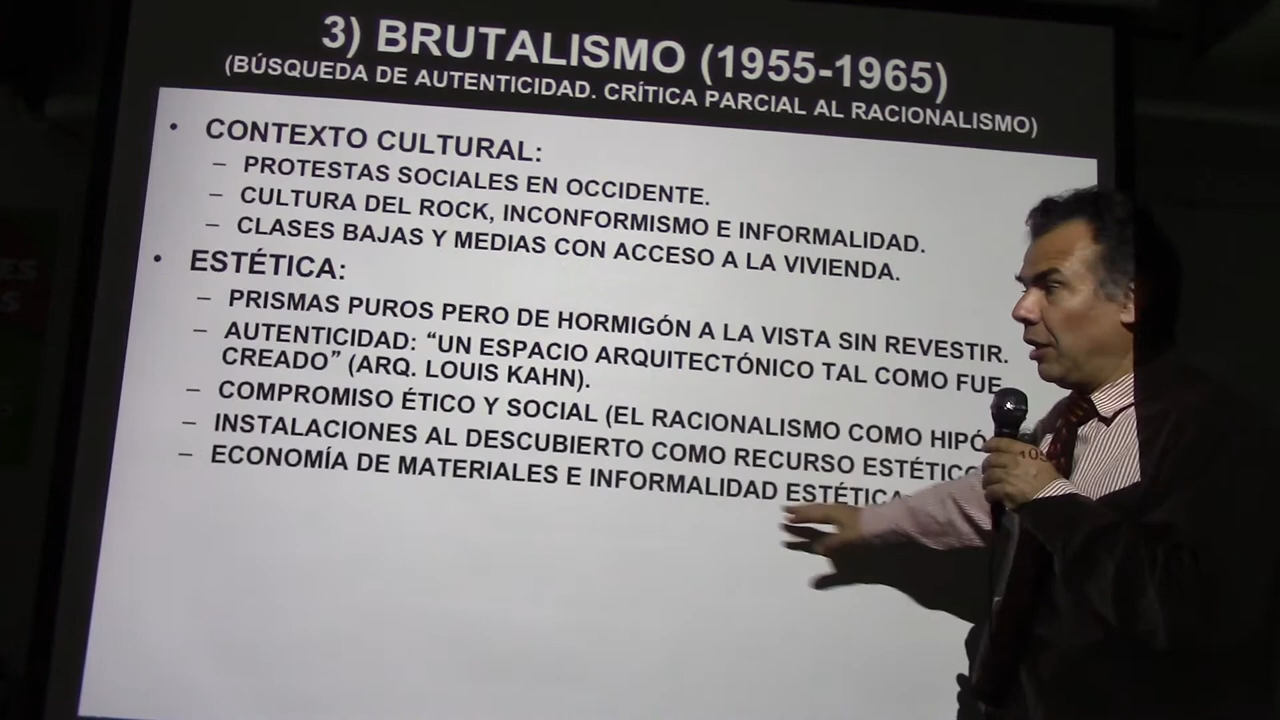 3) BRUTALISMO (1955-1965)
(BÚSQUEDA DE AUTENTICIDAD. CRÍTICA PARCIAL AL RACIONALISMO)
• CONTEXTO CULTURAL:
– PROTESTAS SOCIALES EN OCCIDENTE.
– CULTURA DEL ROCK, INCONFORMISMO E INFORMALIDAD.
– CLASES BAJAS Y MEDIAS CON ACCESO A LA VIVIENDA.
• ESTÉTICA:
– PRISMAS PUROS PERO DE HORMIGÓN A LA VISTA SIN REVESTIR.
– AUTENTICIDAD: “UN ESPACIO ARQUITECTÓNICO TAL COMO FUE
CREADO” (ARQ. LOUIS KAHN).
– COMPROMISO ÉTICO Y SOCIAL (EL RACIONALISMO COMO
– INSTALACIONES AL DESCUBIERTO COMO RECURSO ESTÉTICO
– ECONOMÍA DE MATERIALES E INFORMALIDAD ESTÉTICA